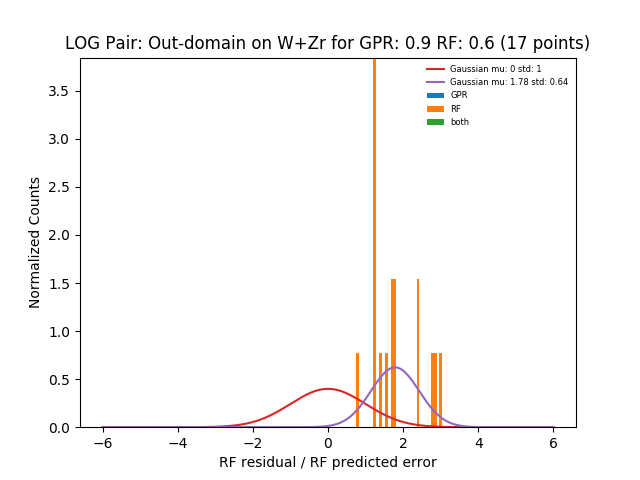 LOG Pair: Out-domain on W+Zr for GPR: 0.9 RF: 0.6 (17 points)
Gaussian mu: 0 std: 1
Gaussian mu: 1.78 std: 0.64
GPR
RF
both
Normalized Counts
3.5
3.0
2.5
2.0
1.5
1.0
0.5
0.0
−6 −4 −2 0 2 4 6
RF residual / RF predicted error